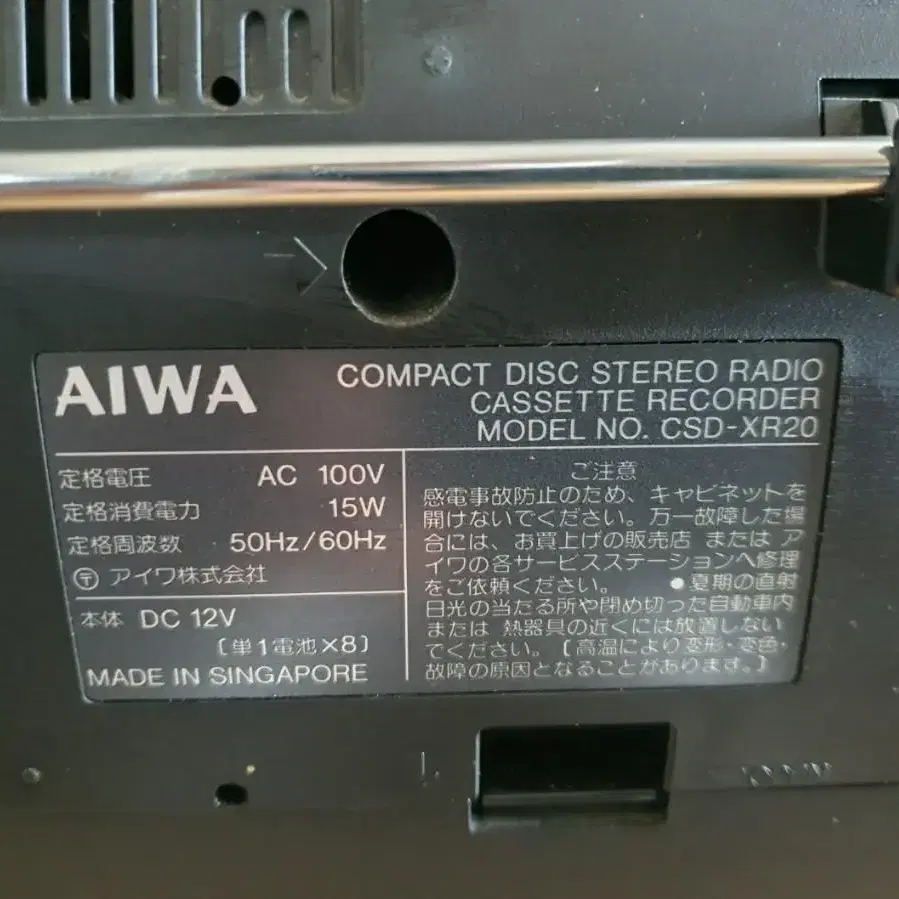 AIWA
COMPACT DISC STEREO RADIO
CASSETTE RECORDER
MODEL NO. CSD-XR20
定格電圧 AC 100V
定格消費電力 15W
定格周波数 50Hz/60Hz
〒 アイワ株式会社
本体 DC 12V
〔単1電池×8〕
MADE IN SINGAPORE
ご注意
感電事故防止のため、キャビネットを
開けないでください。万一故障した場
合には、お買上げの販売店 または ア
イワの各サービスステーションへ修理
をご依頼ください。 ●夏期の直射
日光の当たる所や閉め切った自動車内
または 熱器具の近くには放置しない
でください。〔高温により変形・変色・
故障の原因となることがあります。〕